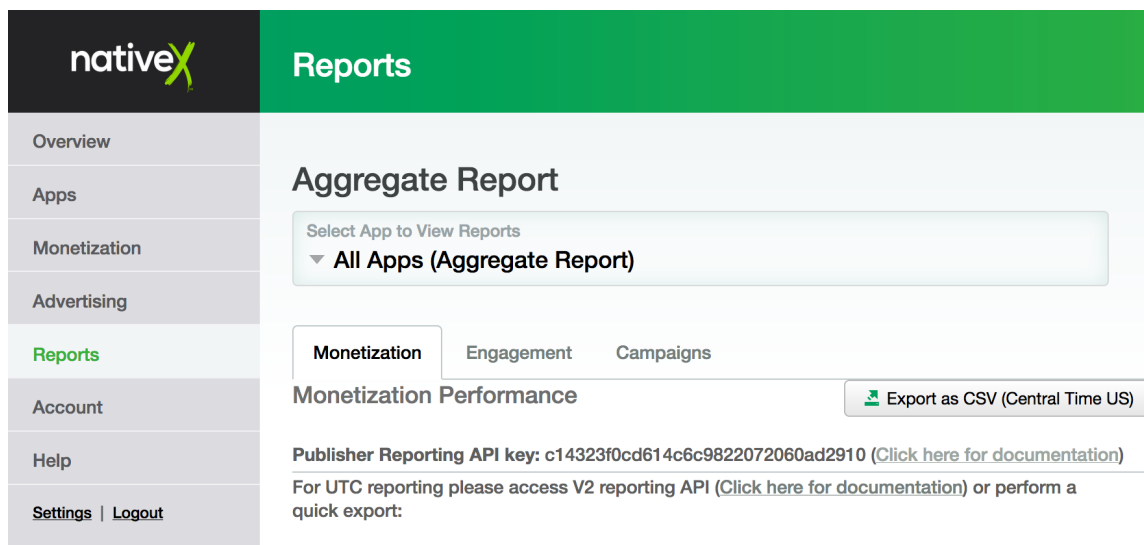 nativeX
Reports
Overview
Apps
Monetization
Advertising
Reports
Account
Help
Settings | Logout
Aggregate Report
Select App to View Reports
All Apps (Aggregate Report)
Monetization Engagement Campaigns
Monetization Performance
Export as CSV (Central Time US)
Publisher Reporting API key: c14323f0cd614c6c9822072060ad2910 (Click here for documentation)
For UTC reporting please access V2 reporting API (Click here for documentation) or perform a
quick export: